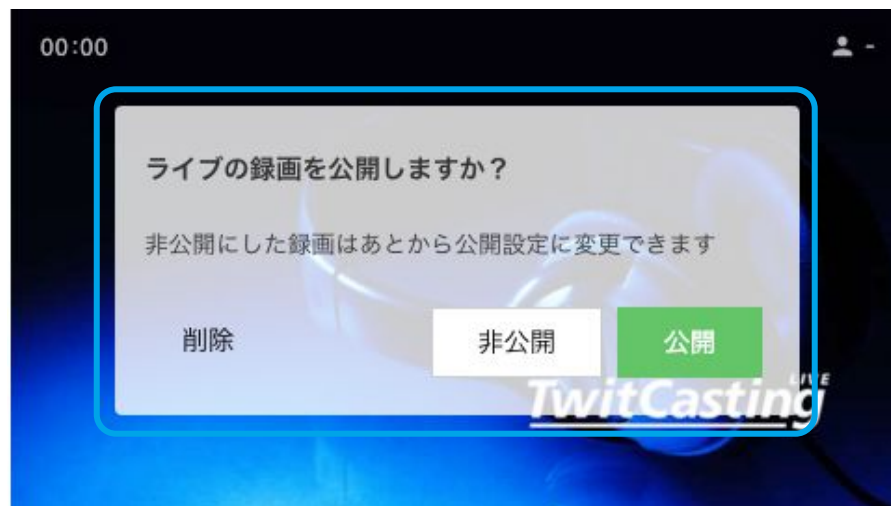 00:00
-
ライブの録画を公開しますか？
非公開にした録画はあとから公開設定に変更できます
削除 非公開 公開
TwitCasting LIVE